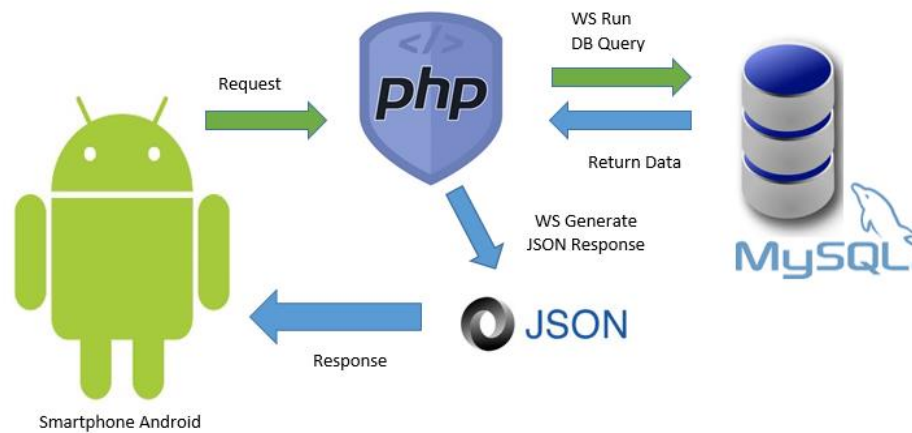 WS Run
DB Query
Request
</>
php
Return Data
WS Generate
JSON Response
MySQL
JSON
Response
Smartphone Android